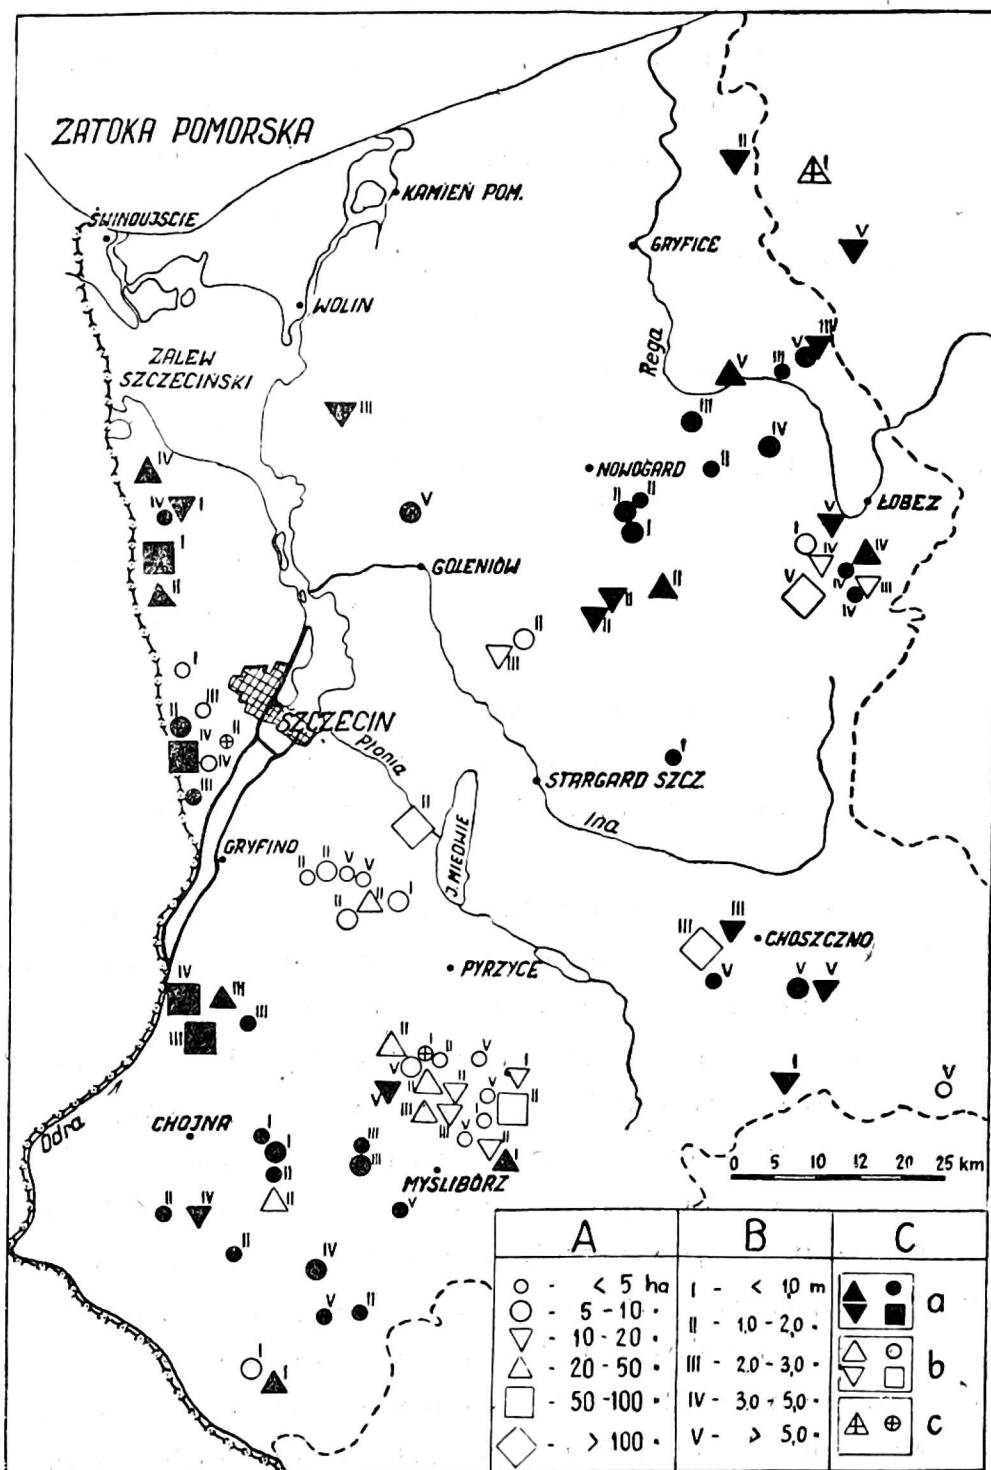 ZATOKA POMORSKA
KAMIEŃ POM.
ŚWINOUJSCIE
GRYFICE
WOLIN
Rega
ZALEW
SZCZECIŃSKI
NOWOGARD
ŁOBEZ
GOLENIÓW
SZCZECIN
Płonia
STARGARD SZCZ.
Ina
J. MIEDWIE
GRYFINO
CHOSZCZNO
PYRZYCE
Odra
CHOJNA
MYŚLIBÓRZ
0 5 10 12 20 25 km
A B C
○ - < 5 ha
○ - 5 - 10 "
▽ - 10 - 20 "
△ - 20 - 50 "
□ - 50 - 100 "
◇ - > 100 "
I - < 1,0 m
II - 1,0 - 2,0 "
III - 2,0 - 3,0 "
IV - 3,0 - 5,0 "
V - > 5,0 "
a
b
c